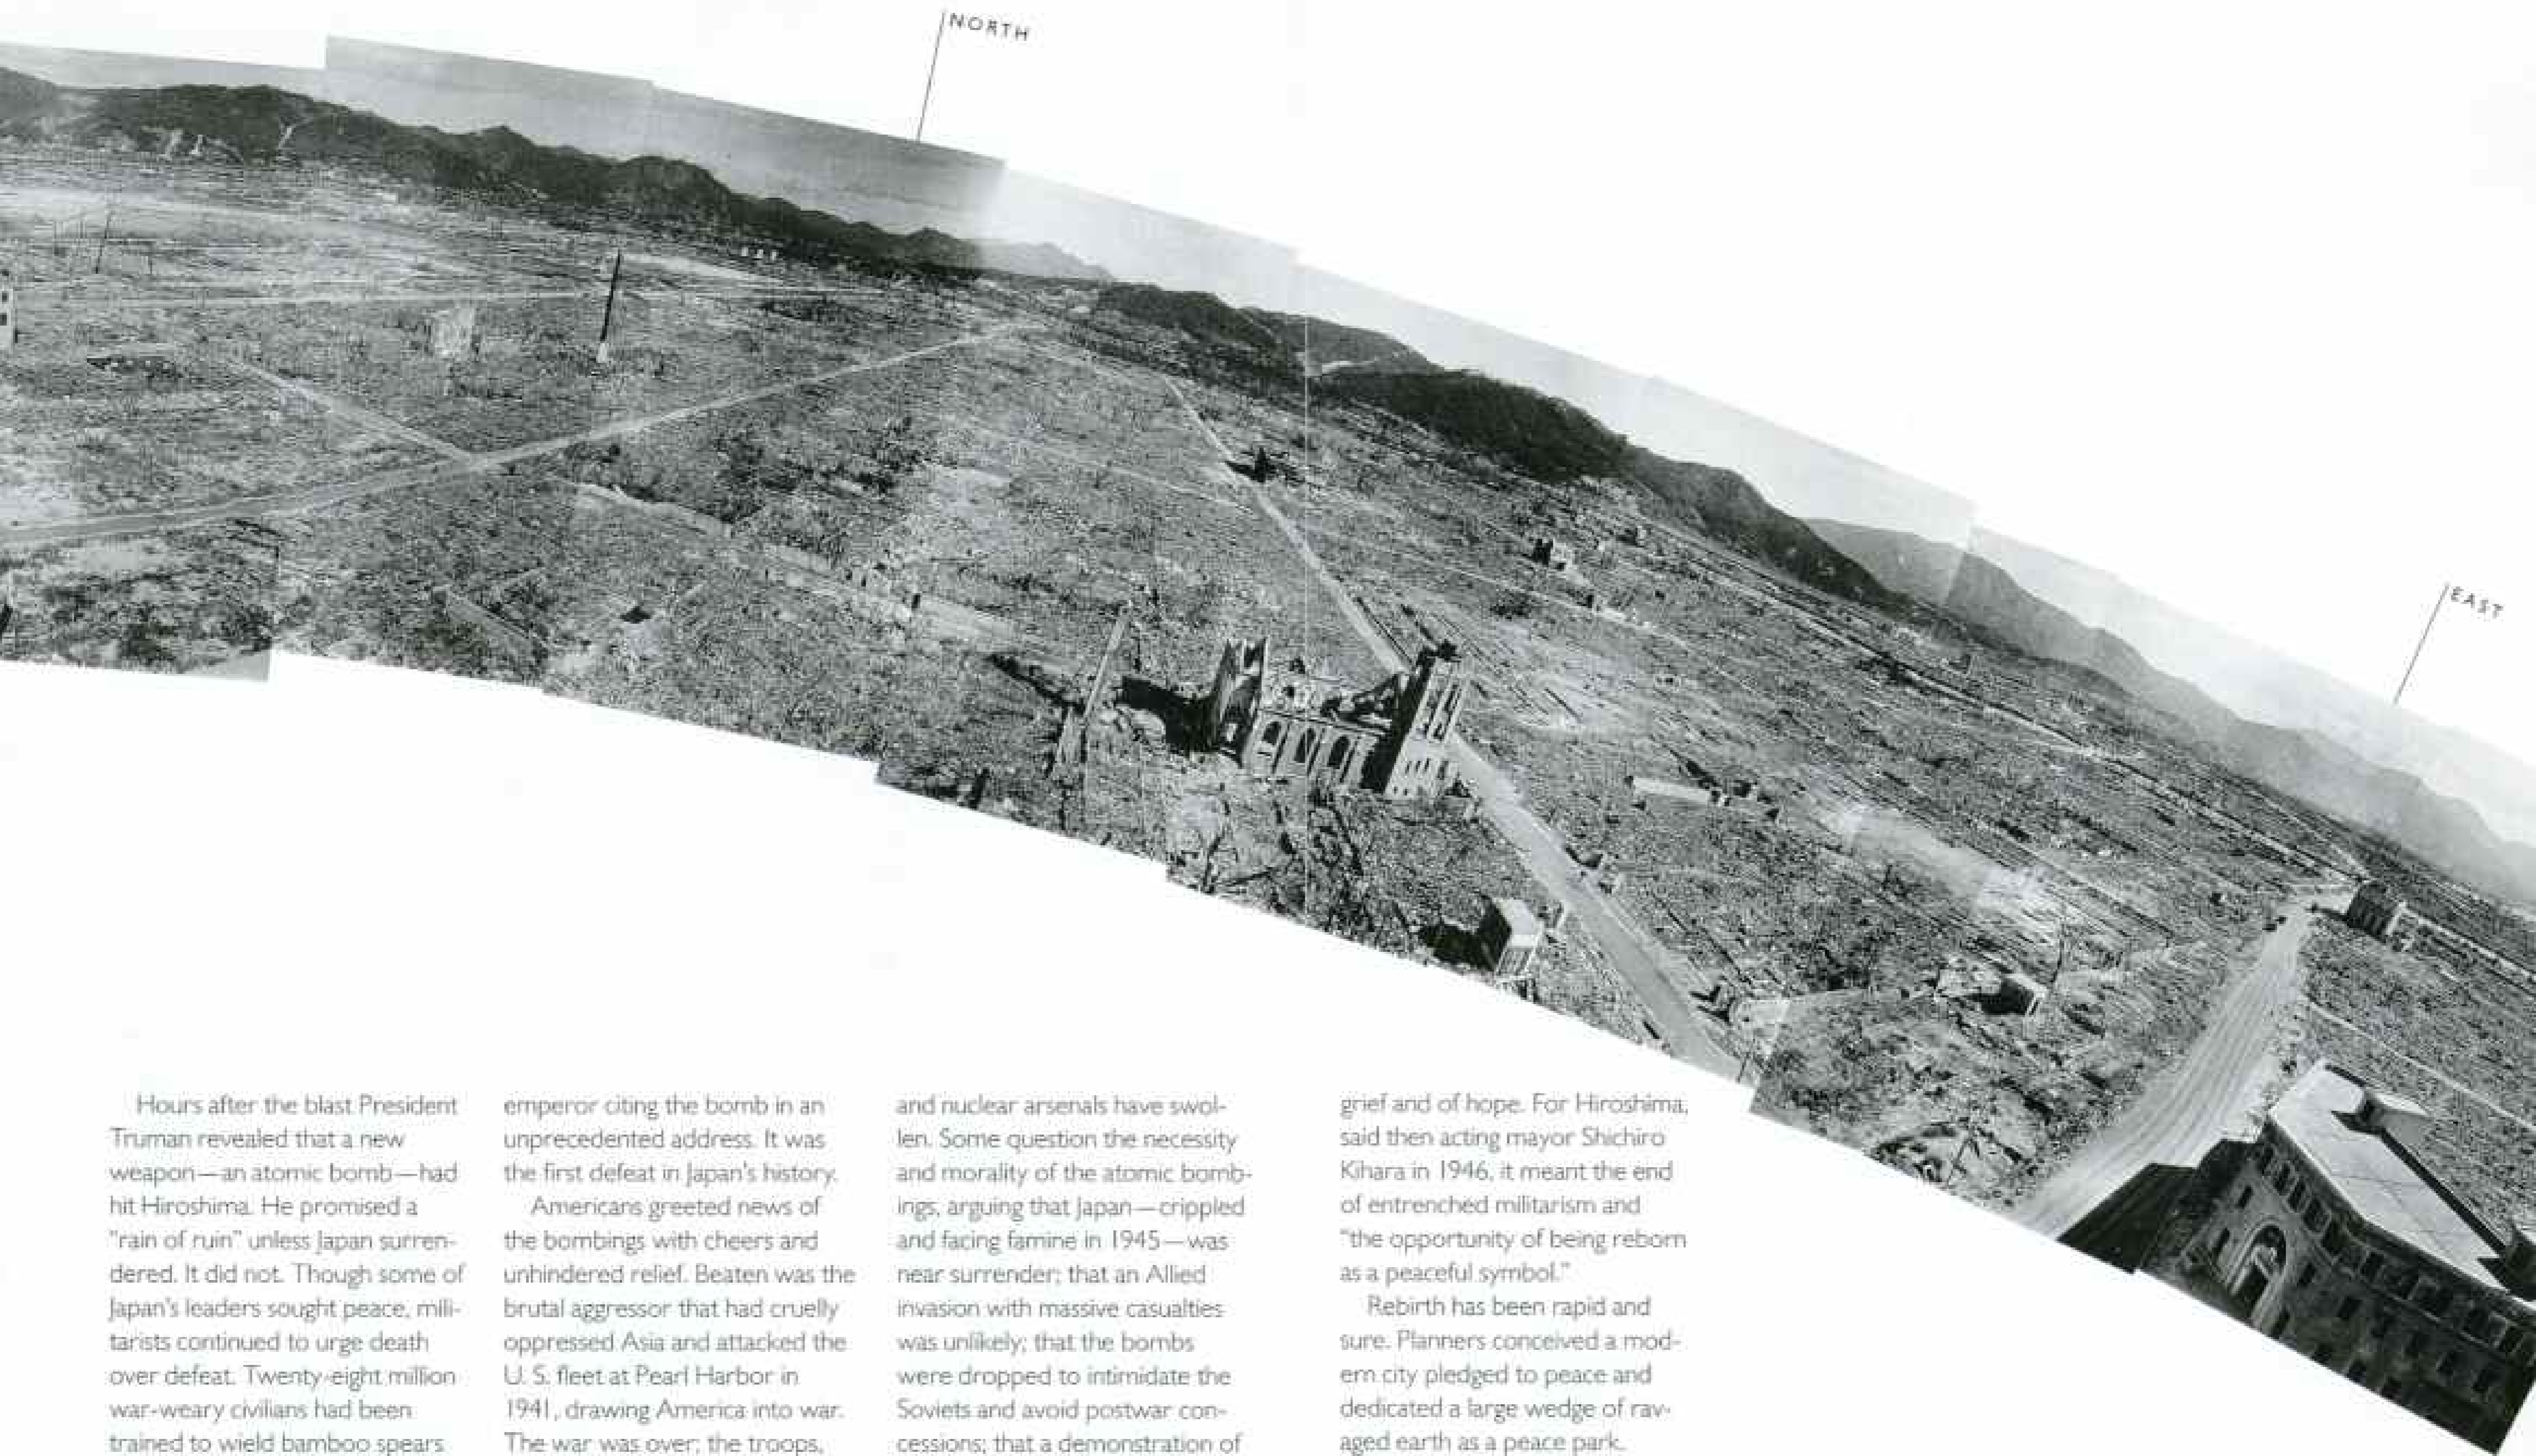 NORTH
EAST
Hours after the blast President
Truman revealed that a new
weapon—an atomic bomb—had
hit Hiroshima. He promised a
"rain of ruin" unless Japan surren-
dered. It did not. Though some of
Japan's leaders sought peace, mili-
tarists continued to urge death
over defeat. Twenty-eight million
war-weary civilians had been
trained to wield bamboo spears
emperor citing the bomb in an
unprecedented address. It was
the first defeat in Japan's history.
Americans greeted news of
the bombings with cheers and
unhindered relief. Beaten was the
brutal aggressor that had cruelly
oppressed Asia and attacked the
U. S. fleet at Pearl Harbor in
1941, drawing America into war.
The war was over; the troops,
and nuclear arsenals have swol-
len. Some question the necessity
and morality of the atomic bomb-
ings, arguing that Japan—crippled
and facing famine in 1945—was
near surrender; that an Allied
invasion with massive casualties
was unlikely; that the bombs
were dropped to intimidate the
Soviets and avoid postwar con-
cessions; that a demonstration of
grief and of hope. For Hiroshima,
said then acting mayor Shichiro
Kihara in 1946, it meant the end
of entrenched militarism and
"the opportunity of being reborn
as a peaceful symbol."
Rebirth has been rapid and
sure. Planners conceived a mod-
ern city pledged to peace and
dedicated a large wedge of rav-
aged earth as a peace park.